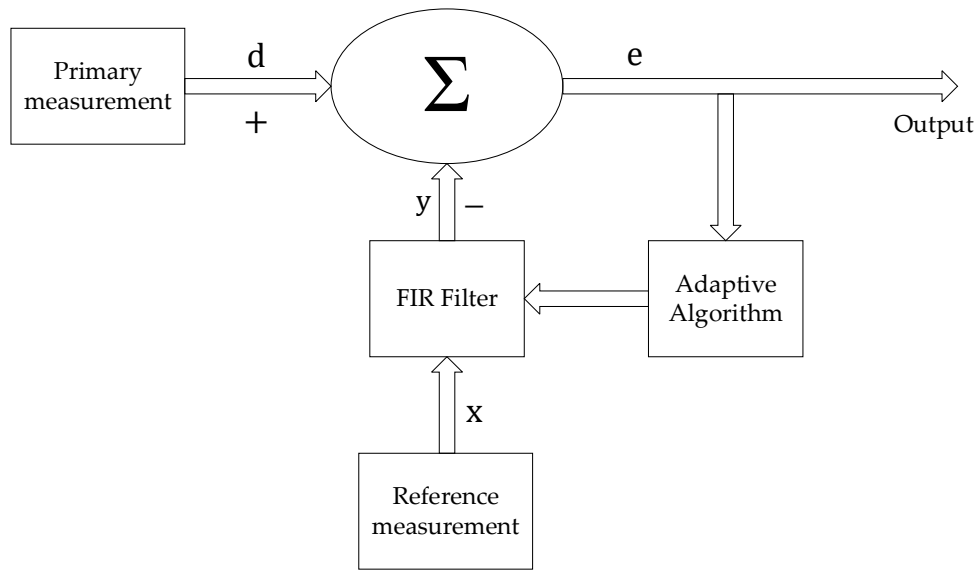 Primary
measurement
d
+
Σ
e
Output
y
−
FIR Filter
Adaptive
Algorithm
x
Reference
measurement